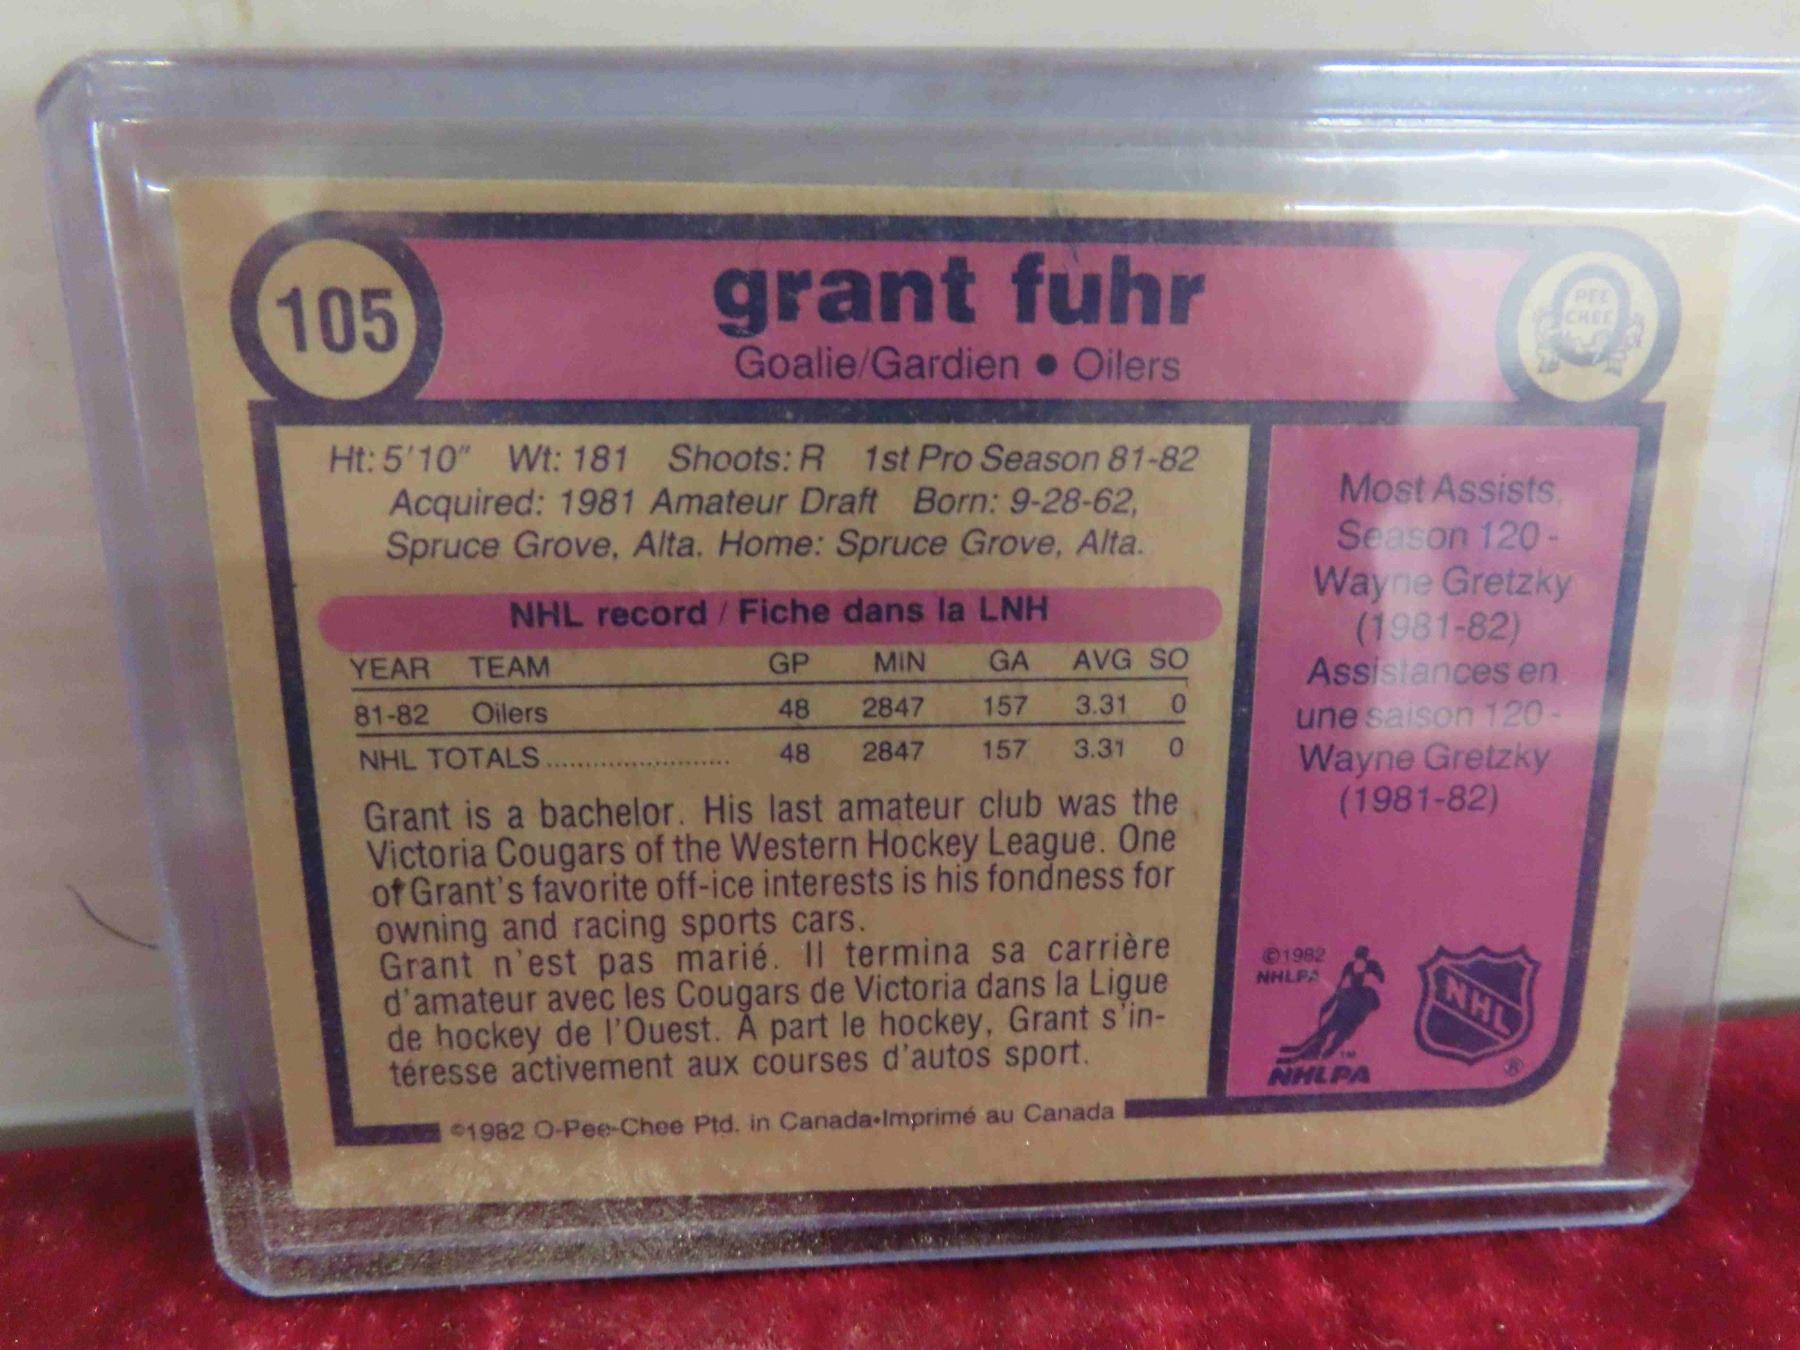 105
grant fuhr
Goalie/Gardien • Oilers
PEE
CHEE
Ht: 5'10" Wt: 181 Shoots: R 1st Pro Season 81-82
Acquired: 1981 Amateur Draft Born: 9-28-62,
Spruce Grove, Alta. Home: Spruce Grove, Alta.
NHL record / Fiche dans la LNH
YEAR TEAM GP MIN GA AVG SO
81-82 Oilers 48 2847 157 3.31 0
NHL TOTALS......................... 48 2847 157 3.31 0
Grant is a bachelor. His last amateur club was the
Victoria Cougars of the Western Hockey League. One
of Grant's favorite off-ice interests is his fondness for
owning and racing sports cars.
Grant n'est pas marié. Il termina sa carrière
d'amateur avec les Cougars de Victoria dans la Ligue
de hockey de l'Ouest. A part le hockey, Grant s'in-
téresse activement aux courses d'autos sport.
©1982 O-Pee-Chee Ptd. in Canada•Imprimé au Canada
Most Assists,
Season 120 -
Wayne Gretzky
(1981-82)
Assistances en
une saison 120 -
Wayne Gretzky
(1981-82)
©1982
NHLPA
TM
NHLPA
NHL
®